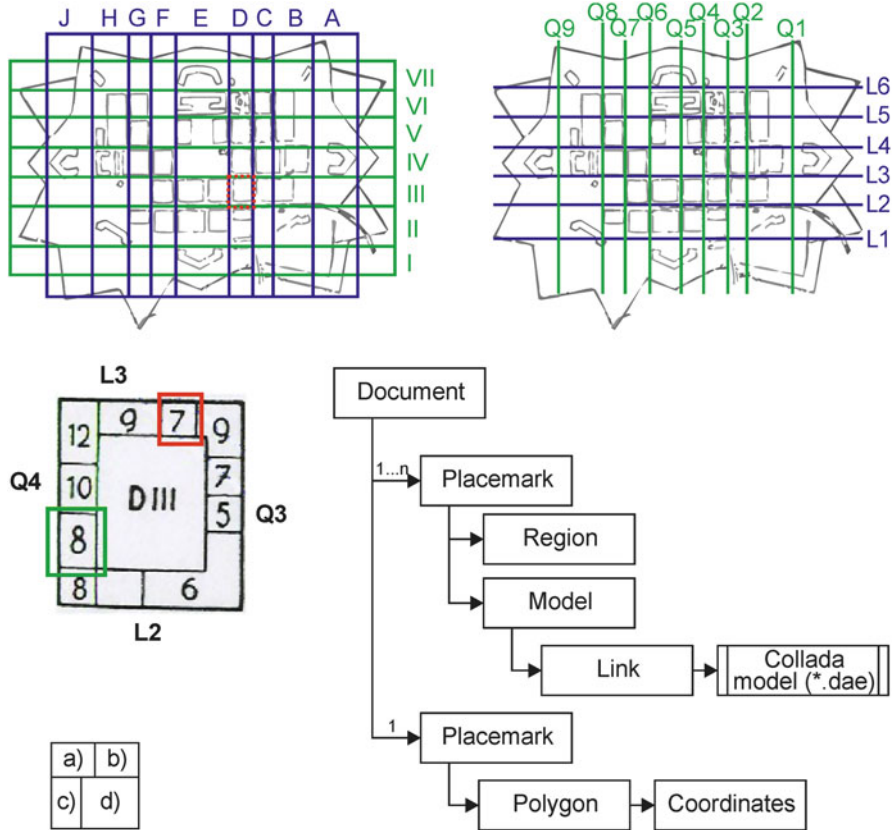 J H G F E D C B A
VII
VI
V
IV
III
II
I
Q9 Q8 Q7 Q6 Q5 Q4 Q3 Q2 Q1
L6
L5
L4
L3
L2
L1
L3
12 9 7 9
Q4 10 D III 7
8 5 Q3
8 6
L2
Document
1...n
Placemark
Region
Model
Link
Collada
model (*.dae)
1
Placemark
Polygon
Coordinates
a) b)
c) d)